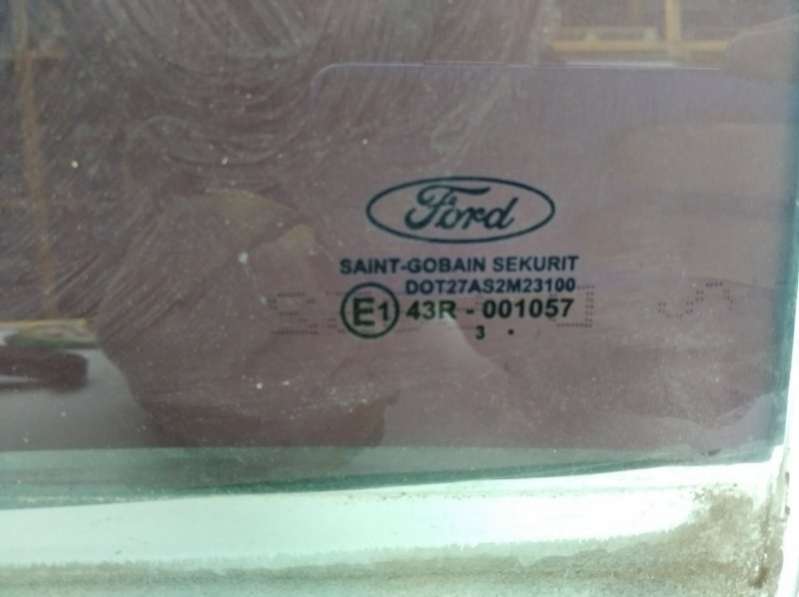 Ford
SAINT-GOBAIN SEKURIT
DOT27AS2M23100
E1 43R - 001057
3 .